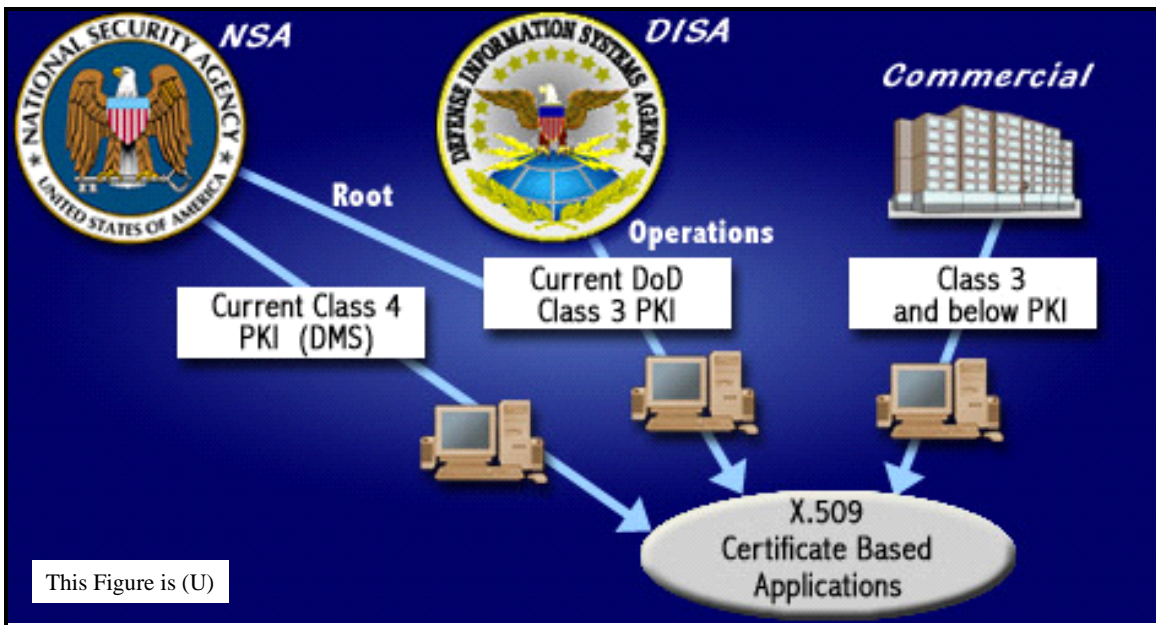 NSA
NATIONAL SECURITY AGENCY
UNITED STATES OF AMERICA
DISA
DEFENSE INFORMATION SYSTEMS AGENCY
Commercial
Root
Operations
Current Class 4
PKI (DMS)
Current DoD
Class 3 PKI
Class 3
and below PKI
X.509
Certificate Based
Applications
This Figure is (U)